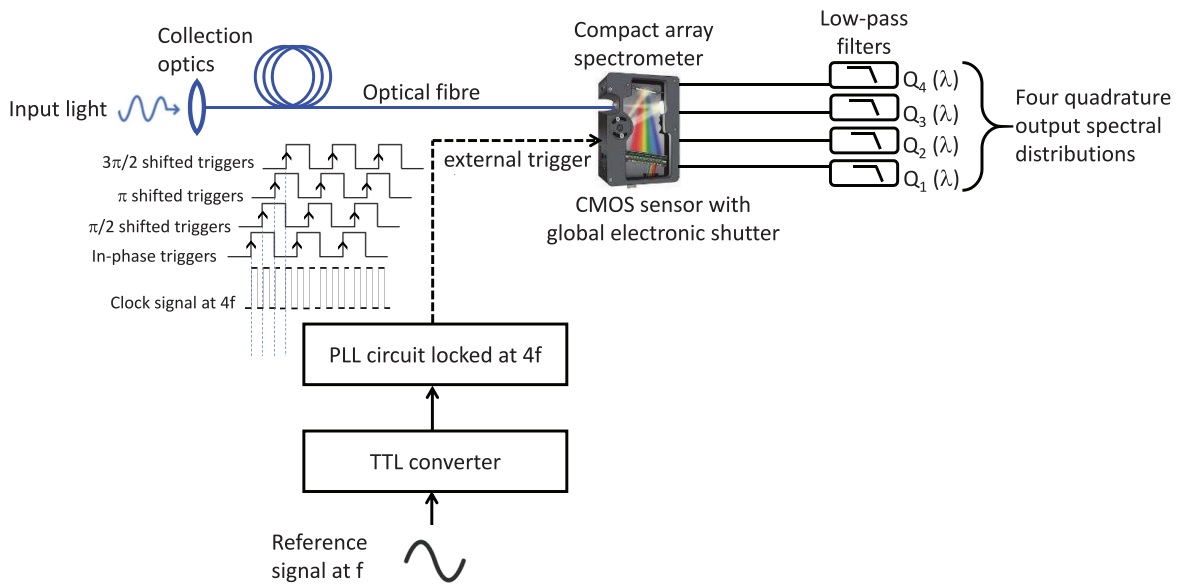 Collection
optics
Input light
Optical fibre
Compact array
spectrometer
Low-pass
filters
Q4 (λ)
Q3 (λ)
Q2 (λ)
Q1 (λ)
Four quadrature
output spectral
distributions
external trigger
CMOS sensor with
global electronic shutter
3π/2 shifted triggers
π shifted triggers
π/2 shifted triggers
In-phase triggers
Clock signal at 4f
PLL circuit locked at 4f
TTL converter
Reference
signal at f